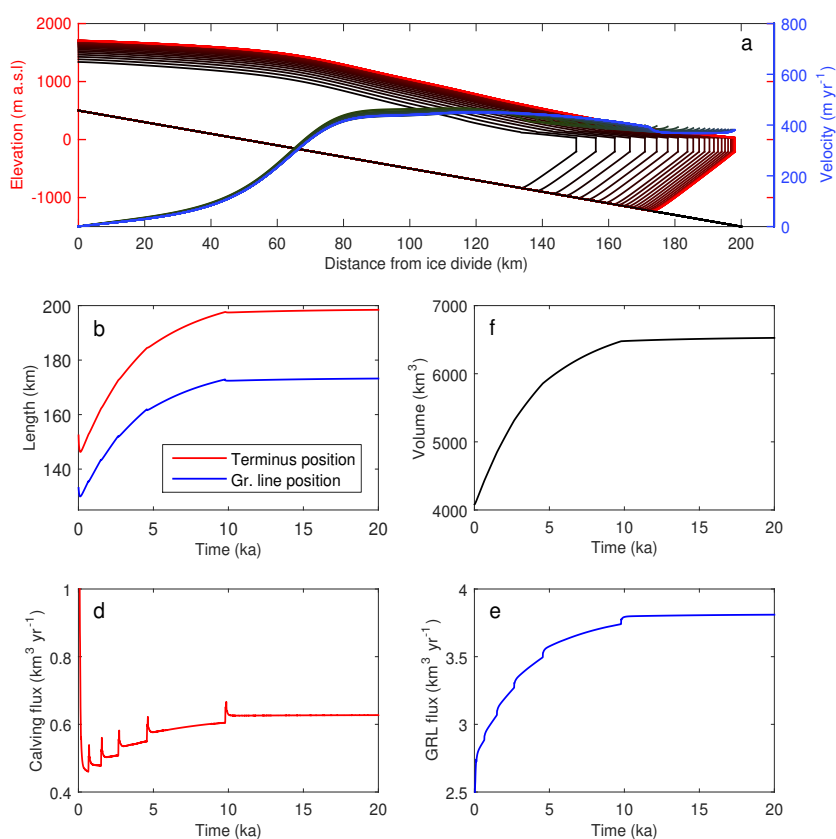 a
Elevation (m a.s.l)
2000
1000
0
-1000
Velocity (m yr-1)
800
600
400
200
0
0 20 40 60 80 100 120 140 160 180 200
Distance from ice divide (km)
b
Length (km)
200
180
160
140
Terminus position
Gr. line position
0 5 10 15 20
Time (ka)
f
Volume (km3)
7000
6000
5000
4000
0 5 10 15 20
Time (ka)
d
Calving flux (km3 yr-1)
1
0.8
0.6
0.4
0 5 10 15 20
Time (ka)
e
GRL flux (km3 yr-1)
4
3.5
3
2.5
0 5 10 15 20
Time (ka)